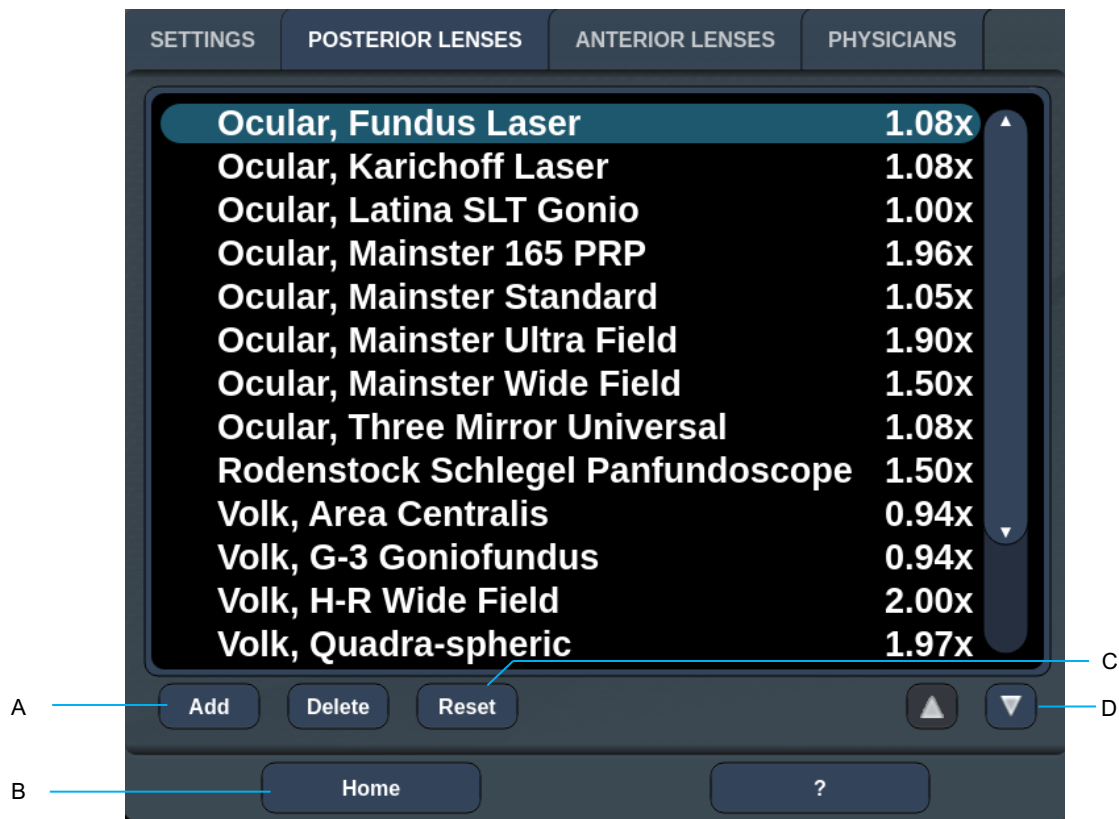 SETTINGS POSTERIOR LENSES ANTERIOR LENSES PHYSICIANS
Ocular, Fundus Laser 1.08x
Ocular, Karichoff Laser 1.08x
Ocular, Latina SLT Gonio 1.00x
Ocular, Mainster 165 PRP 1.96x
Ocular, Mainster Standard 1.05x
Ocular, Mainster Ultra Field 1.90x
Ocular, Mainster Wide Field 1.50x
Ocular, Three Mirror Universal 1.08x
Rodenstock Schlegel Panfundoscope 1.50x
Volk, Area Centralis 0.94x
Volk, G-3 Goniofundus 0.94x
Volk, H-R Wide Field 2.00x
Volk, Quadra-spheric 1.97x
C
A Add Delete Reset D
B Home ?